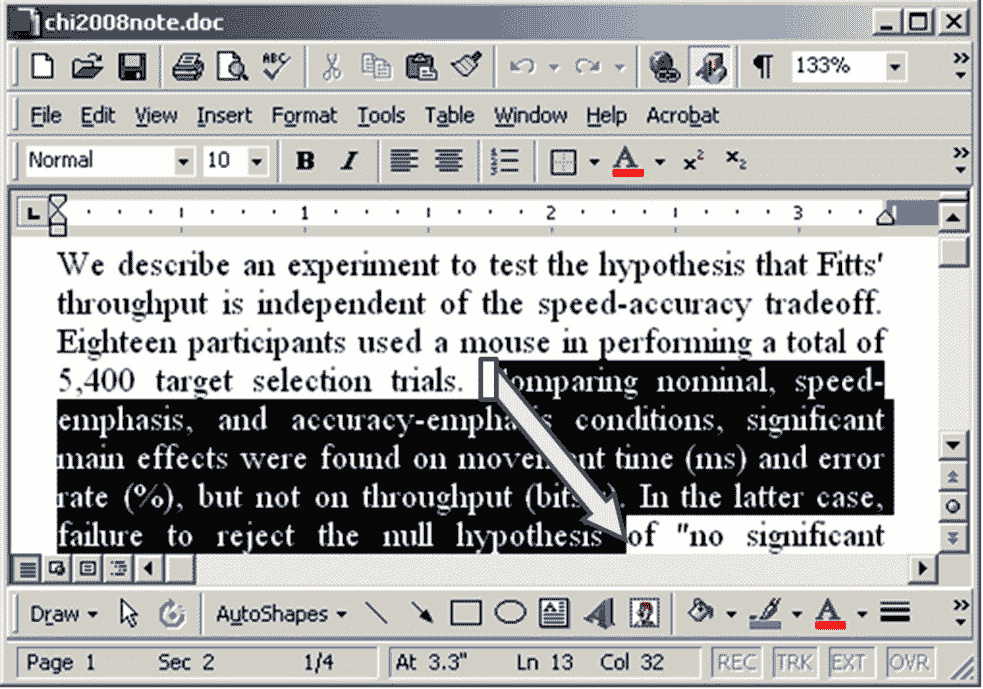 chi2008note.doc
ABC
133%
File Edit View Insert Format Tools Table Window Help Acrobat
Normal 10 B I A x² x₂
1 2 3
We describe an experiment to test the hypothesis that Fitts'
throughput is independent of the speed-accuracy tradeoff.
Eighteen participants used a mouse in performing a total of
5,400 target selection trials. Comparing nominal, speed-
emphasis, and accuracy-emphasis conditions, significant
main effects were found on movement time (ms) and error
rate (%), but not on throughput (bits/s). In the latter case,
failure to reject the null hypothesis of "no significant
Draw AutoShapes A
Page 1 Sec 2 1/4 At 3.3" Ln 13 Col 32 REC TRK EXT OVR